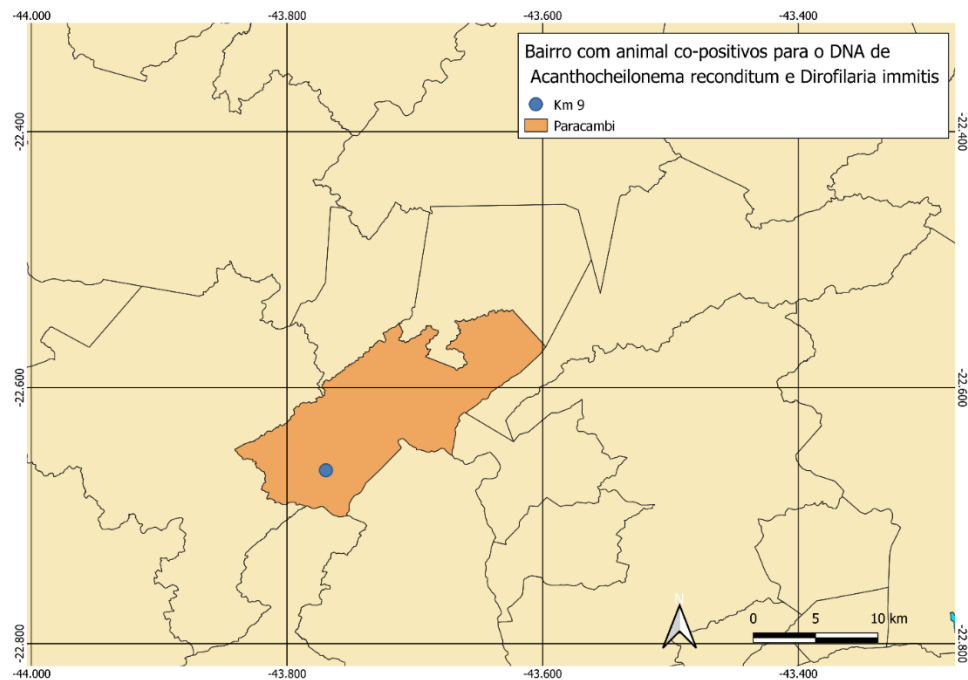 -44.000 -43.800 -43.600 -43.400
Bairro com animal co-positivos para o DNA de
Acanthocheilonema reconditum e Dirofilaria immitis
Km 9
Paracambi
-22.400 -22.400
-22.600 -22.600
N
0 5 10 km
-22.800 -22.800
-44.000 -43.800 -43.600 -43.400